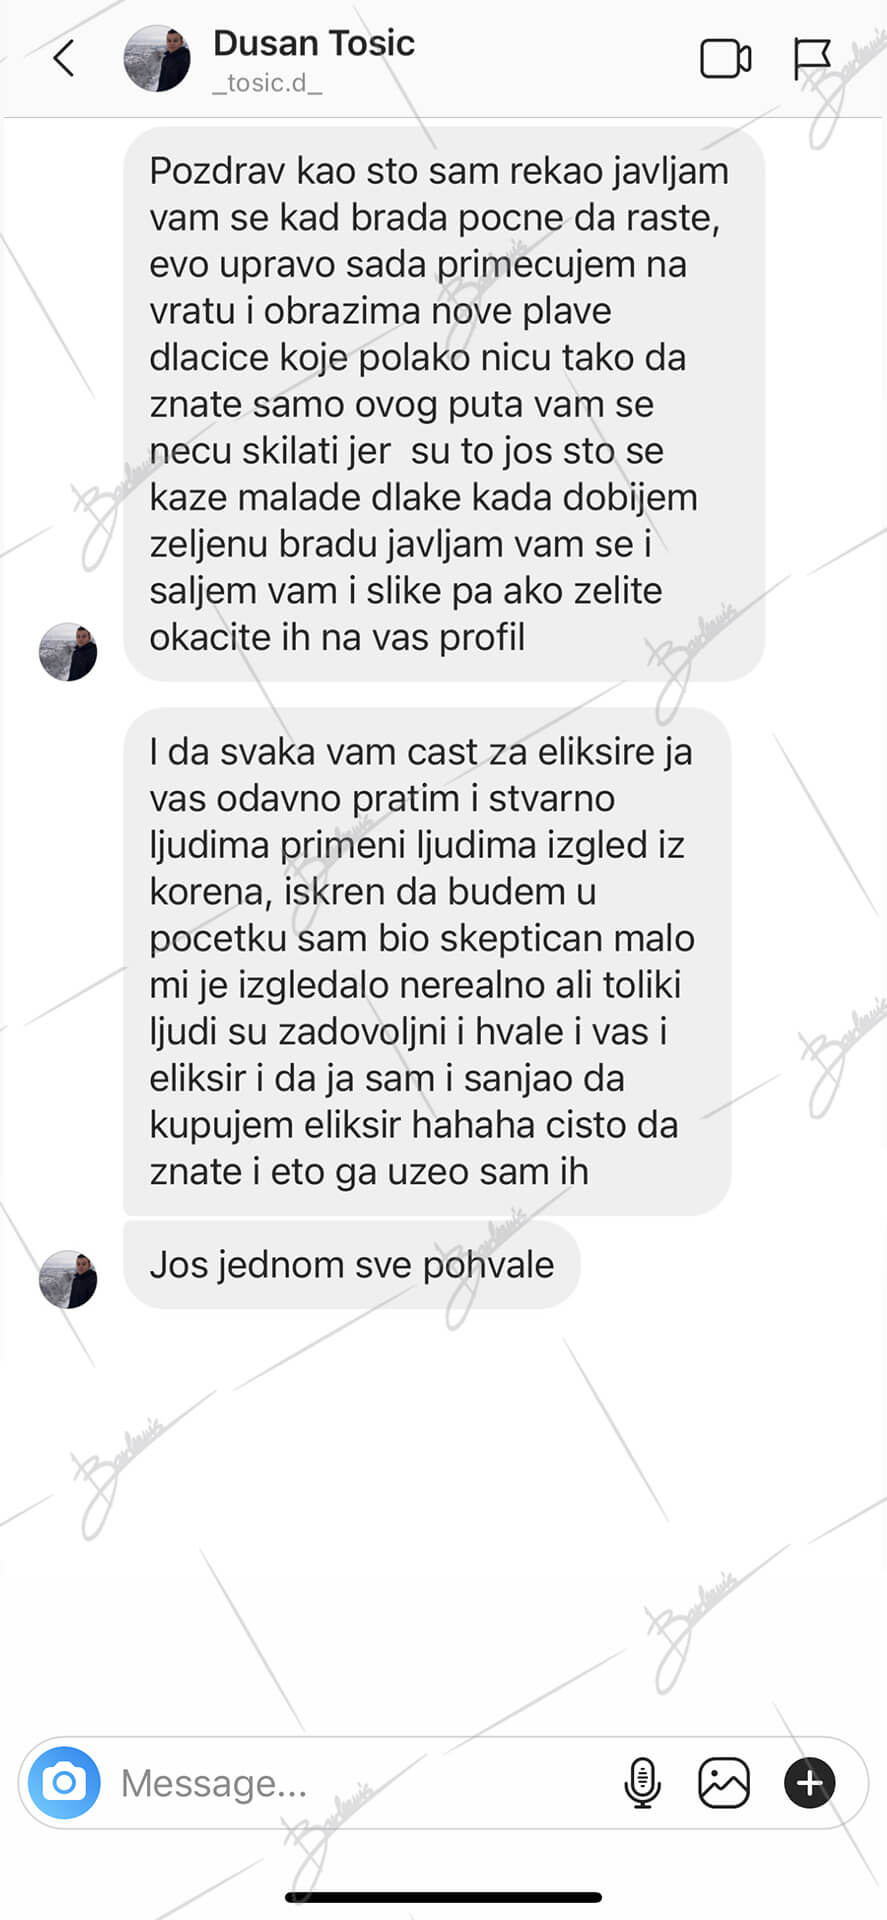 Dusan Tosic
_tosic.d_
Pozdrav kao sto sam rekao javljam
vam se kad brada pocne da raste,
evo upravo sada primecujem na
vratu i obrazima nove plave
dlacice koje polako nicu tako da
znate samo ovog puta vam se
necu skilati jer  su to jos sto se
kaze malade dlake kada dobijem
zeljenu bradu javljam vam se i
saljem vam i slike pa ako zelite
okacite ih na vas profil
I da svaka vam cast za eliksire ja
vas odavno pratim i stvarno
ljudima primeni ljudima izgled iz
korena, iskren da budem u
pocetku sam bio skeptican malo
mi je izgledalo nerealno ali toliki
ljudi su zadovoljni i hvale i vas i
eliksir i da ja sam i sanjao da
kupujem eliksir hahaha cisto da
znate i eto ga uzeo sam ih
Jos jednom sve pohvale
Message...